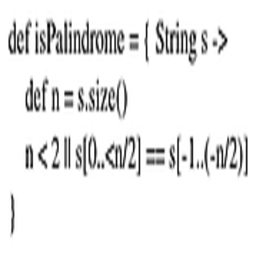 def isPalindrome = { String s ->
def n = s.size()
n < 2 || s[0..<n/2] == s[-1..(-n/2)]
}